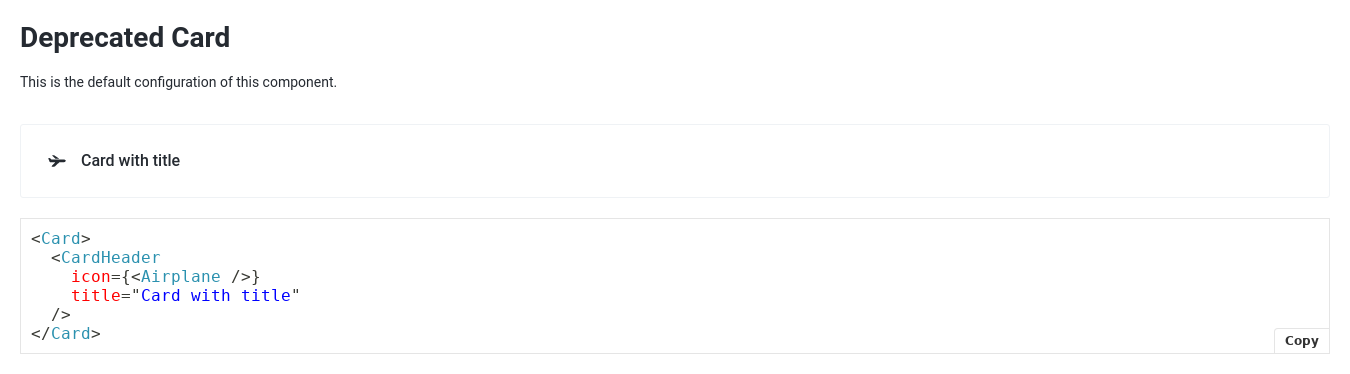 Deprecated Card
This is the default configuration of this component.
Card with title
<Card>
  <CardHeader
    icon={<Airplane />}
    title="Card with title"
  />
</Card>
Copy